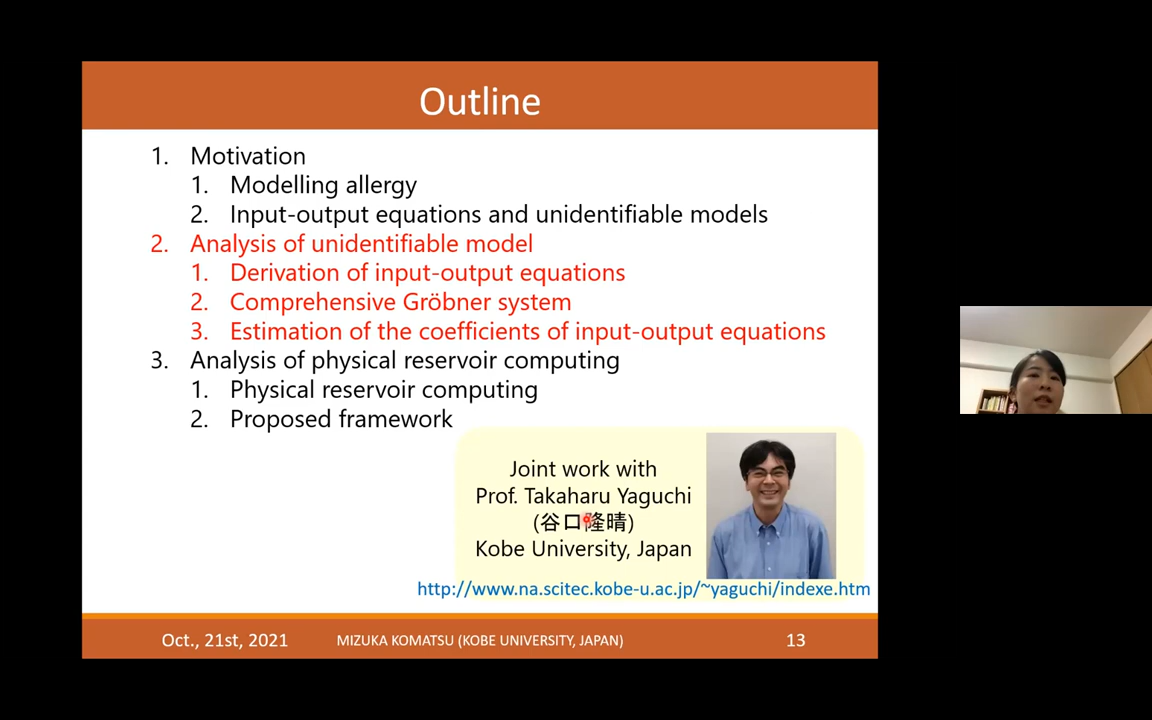 Outline
1. Motivation
1. Modelling allergy
2. Input-output equations and unidentifiable models
2. Analysis of unidentifiable model
1. Derivation of input-output equations
2. Comprehensive Gröbner system
3. Estimation of the coefficients of input-output equations
3. Analysis of physical reservoir computing
1. Physical reservoir computing
2. Proposed framework
Joint work with
Prof. Takaharu Yaguchi
(谷口隆晴)
Kobe University, Japan
http://www.na.scitec.kobe-u.ac.jp/~yaguchi/indexe.htm
Oct., 21st, 2021 MIZUKA KOMATSU (KOBE UNIVERSITY, JAPAN) 13